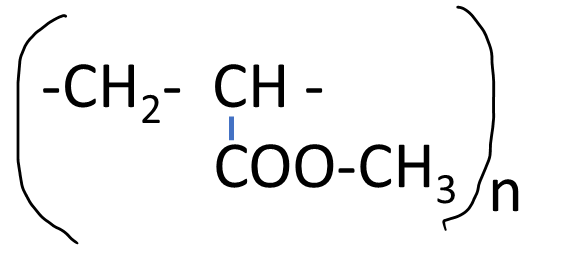 -CH₂- CH -
COO-CH₃
n